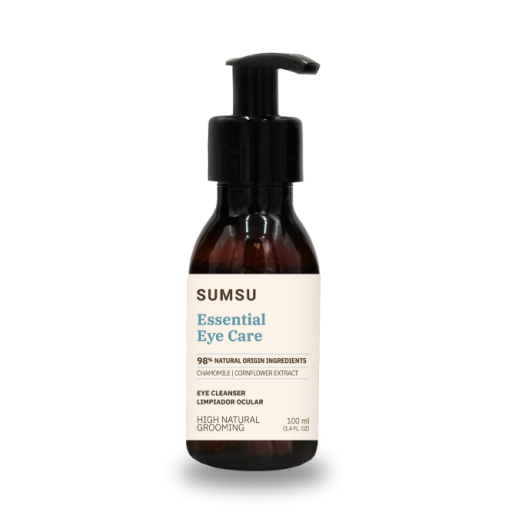 SUMSU
Essential
Eye Care
98% NATURAL ORIGIN INGREDIENTS
CHAMOMILE | CORNFLOWER EXTRACT
EYE CLEANSER
LIMPIADOR OCULAR
HIGH NATURAL
GROOMING
100 ml
(3,4 FL. OZ)